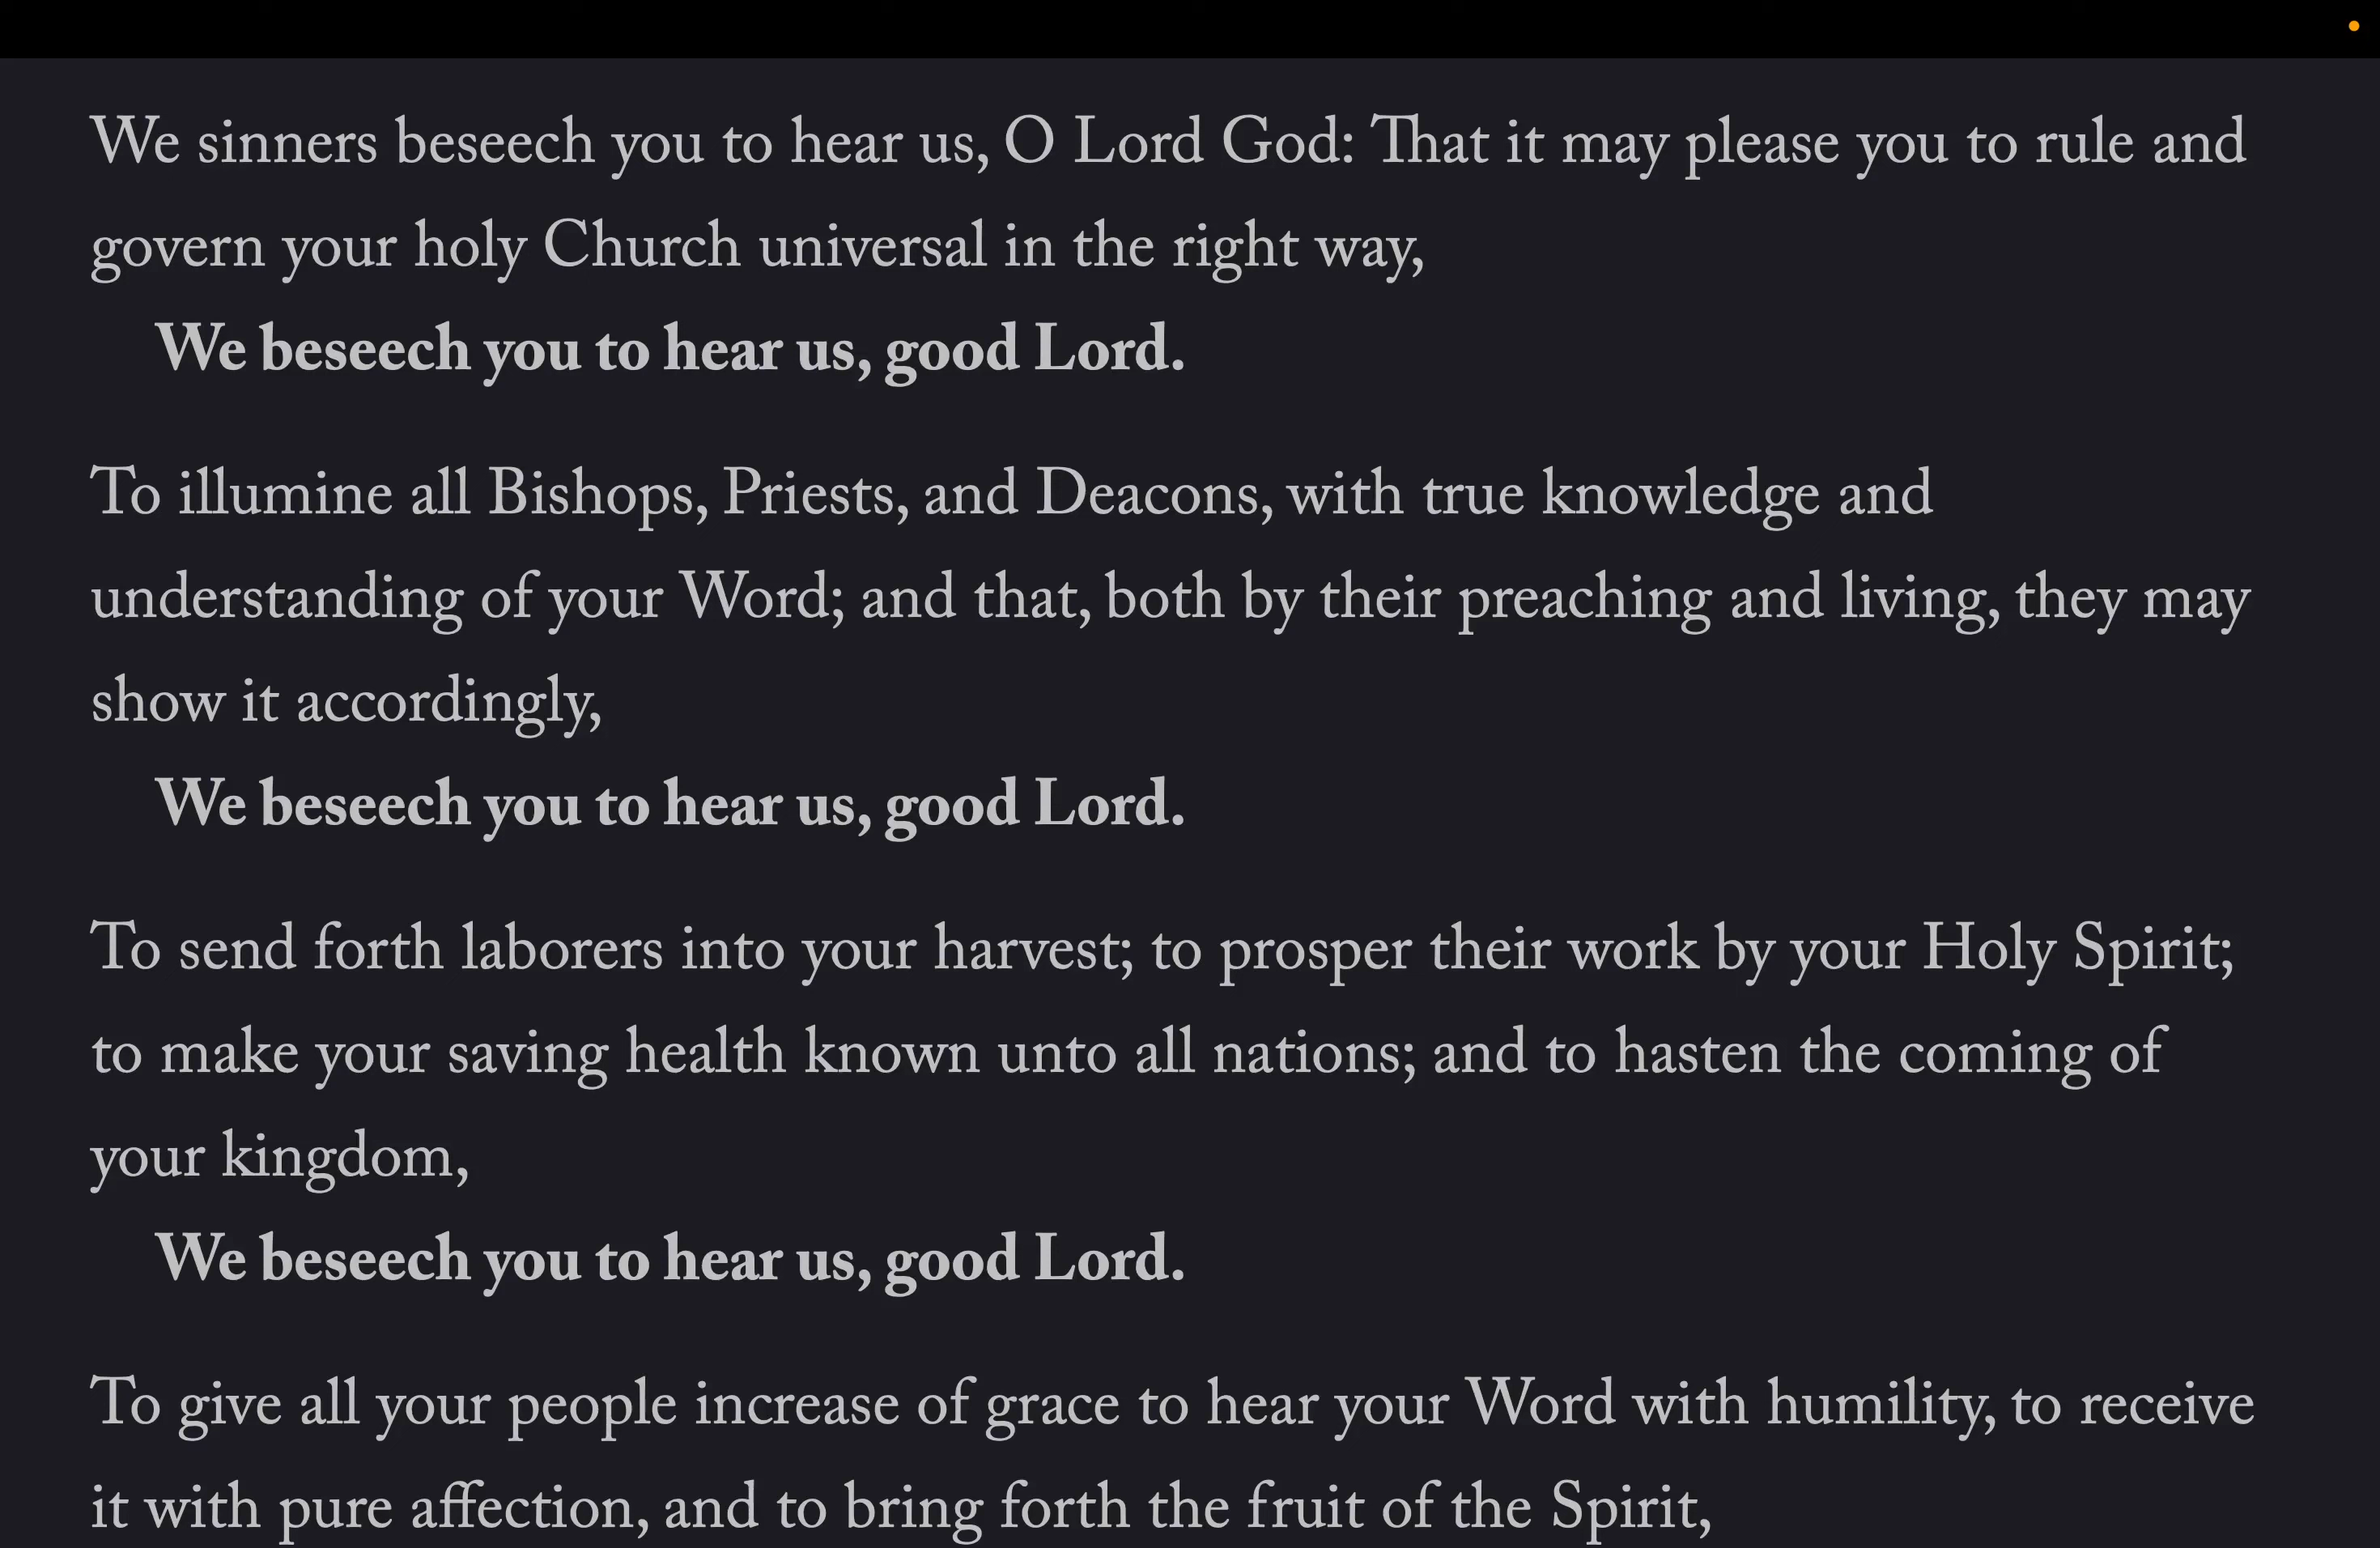 We sinners beseech you to hear us, O Lord God: That it may please you to rule and
govern your holy Church universal in the right way,
We beseech you to hear us, good Lord.
To illumine all Bishops, Priests, and Deacons, with true knowledge and
understanding of your Word; and that, both by their preaching and living, they may
show it accordingly,
We beseech you to hear us, good Lord.
To send forth laborers into your harvest; to prosper their work by your Holy Spirit;
to make your saving health known unto all nations; and to hasten the coming of
your kingdom,
We beseech you to hear us, good Lord.
To give all your people increase of grace to hear your Word with humility, to receive
it with pure affection, and to bring forth the fruit of the Spirit,